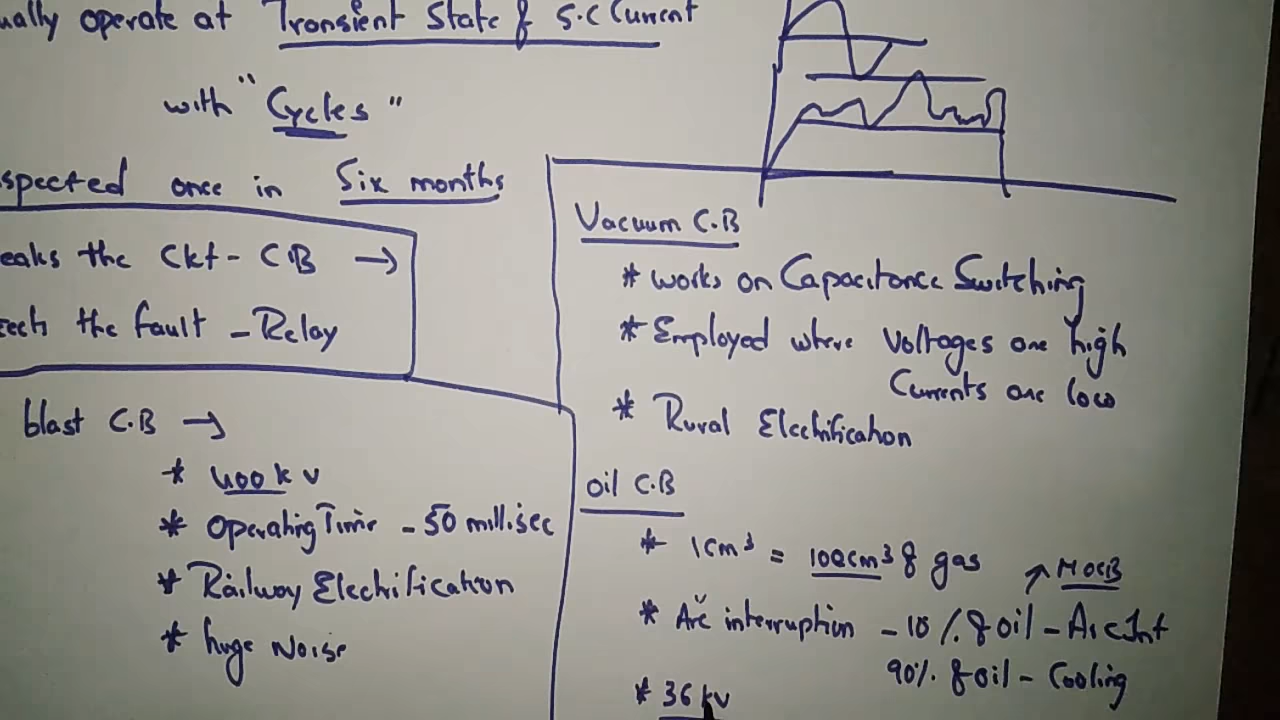 ually operate at Transient State & S.C Current
with "Cycles"
spected once in Six months
eaks the Ckt - CB →
tech the fault - Relay
blast C.B →
* 400 kv
* Operating Time - 50 millisec
* Railway Electrification
* huge Noise
Vacuum C.B
* works on Capacitance Switching
* Employed where Voltages are high
Currents are low
* Rural Electrification
oil C.B
* 1cm³ = 100cm³ of gas
↗ MOCB
* Arc interruption - 10 % of oil - Arc Int
90% of oil - Cooling
* 36 kv